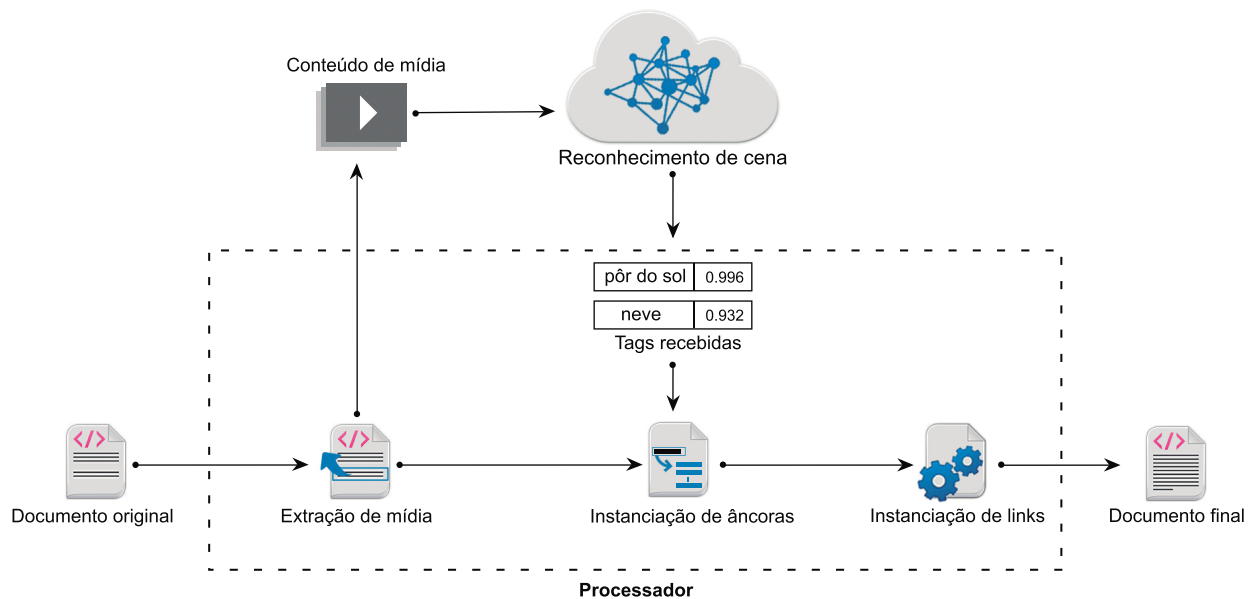 Conteúdo de mídia
Reconhecimento de cena
pôr do sol 0.996
neve 0.932
Tags recebidas
</>
</>
</>
Documento original
Extração de mídia
Instanciação de âncoras
Instanciação de links
Documento final
Processador